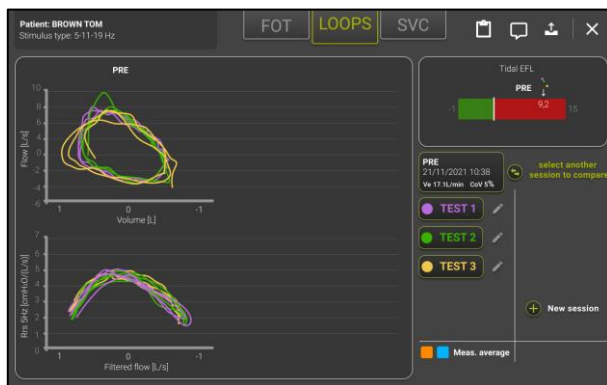 Patient: BROWN TOM
Stimulus type: 5-11-19 Hz
FOT
LOOPS
SVC
PRE
10
8
6
4
2
0
-2
-4
-6
Flow [L/s]
1
0
-1
Volume [L]
7
6
5
4
3
2
1
0
Rrs 5Hz [cmH₂O/(L/s)]
1
0
-1
Filtered flow [L/s]
Tidal EFL
PRE
-1
9,2
15
PRE
21/11/2021 10:38
Ve 17.1L/min CoV 5%
select another
session to compare
TEST 1
TEST 2
TEST 3
New session
Meas. average